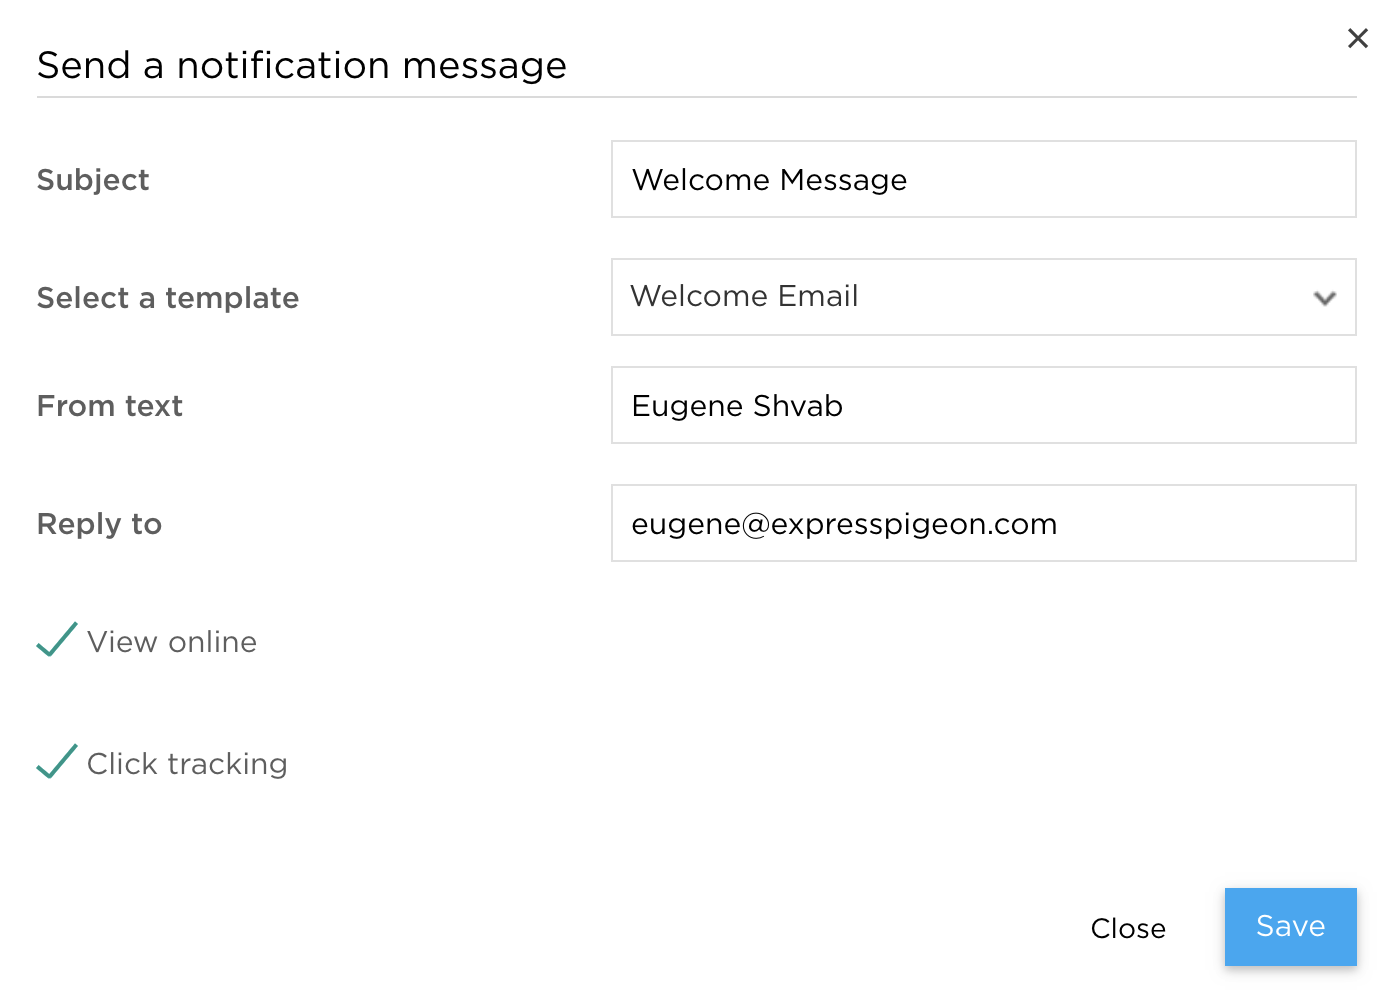 Send a notification message
Subject
Welcome Message
Select a template
Welcome Email
From text
Eugene Shvab
Reply to
eugene@expresspigeon.com
View online
Click tracking
Close
Save